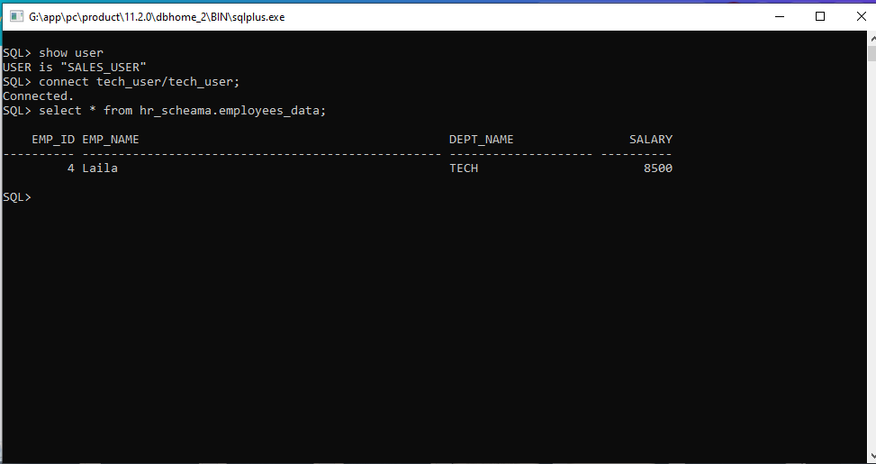 G:\app\pc\product\11.2.0\dbhome_2\BIN\sqlplus.exe
SQL> show user
USER is "SALES_USER"
SQL> connect tech_user/tech_user;
Connected.
SQL> select * from hr_scheama.employees_data;
    EMP_ID EMP_NAME                                           DEPT_NAME                SALARY
---------- -------------------------------------------------- -------------------- ----------
         4 Laila                                              TECH                       8500
SQL>